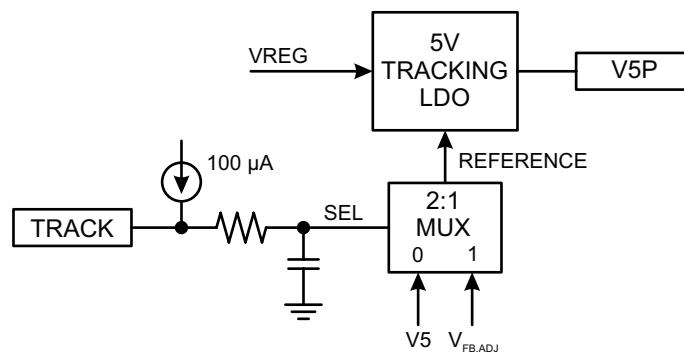 5V
TRACKING
LDO
VREG
V5P
REFERENCE
100 µA
2:1
MUX
SEL
TRACK
0 1
V5
VFB,ADJ